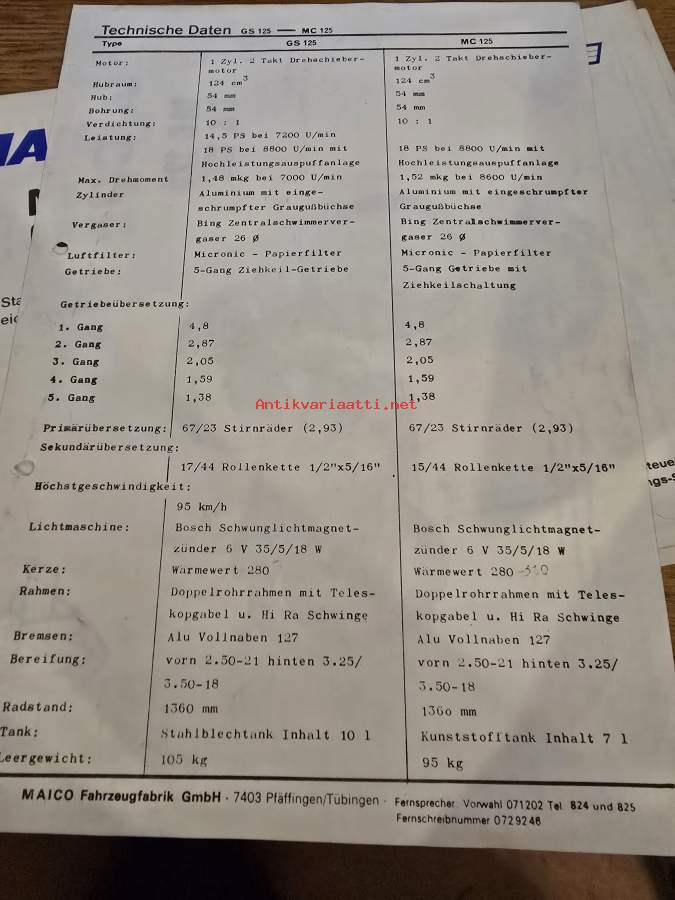 Technische Daten GS 125 — MC 125
Type GS 125 MC 125
Motor: 1 Zyl. 2 Takt Drehschieber- 1 Zyl. 2 Takt Drehschieber-
motor motor
Hubraum: 124 cm³ 124 cm³
Hub: 54 mm 54 mm
Bohrung: 54 mm 54 mm
Verdichtung: 10 : 1 10 : 1
Leistung: 14,5 PS bei 7200 U/min
18 PS bei 8800 U/min mit 18 PS bei 8800 U/min mit
Hochleistungsauspuffanlage Hochleistungsauspuffanlage
Max. Drehmoment 1,48 mkg bei 7000 U/min 1,52 mkg bei 8600 U/min
Zylinder Aluminium mit einge- Aluminium mit eingeschrumpfter
schrumpfter Graugußbüchse Graugußbüchse
Vergaser: Bing Zentralschwimmerver- Bing Zentralschwimmerver-
gaser 26 Ø gaser 26 Ø
Luftfilter: Micronic - Papierfilter Micronic - Papierfilter
Getriebe: 5-Gang Ziehkeil-Getriebe 5-Gang Getriebe mit
Ziehkeilschaltung
Getriebeübersetzung:
1. Gang 4,8 4,8
2. Gang 2,87 2,87
3. Gang 2,05 2,05
4. Gang 1,59 1,59
5. Gang 1,38 1,38
Antikvariaatti.net
Primärübersetzung: 67/23 Stirnräder (2,93) 67/23 Stirnräder (2,93)
Sekundärübersetzung:
17/44 Rollenkette 1/2"x5/16" 15/44 Rollenkette 1/2"x5/16"
Höchstgeschwindigkeit:
95 km/h
Lichtmaschine: Bosch Schwunglichtmagnet- Bosch Schwunglichtmagnet-
zünder 6 V 35/5/18 W zünder 6 V 35/5/18 W
Kerze: Wärmewert 280 Wärmewert 280
Rahmen: Doppelrohrrahmen mit Teles- Doppelrohrrahmen mit Teles-
kopgabel u. Hi Ra Schwinge kopgabel u. Hi Ra Schwinge
Bremsen: Alu Vollnaben 127 Alu Vollnaben 127
Bereifung: vorn 2.50-21 hinten 3.25/ vorn 2.50-21 hinten 3.25/
3.50-18 3.50-18
Radstand: 1360 mm 1360 mm
Tank: Stahlblechtank Inhalt 10 l Kunststofftank Inhalt 7 l
Leergewicht: 105 kg 95 kg
MAICO Fahrzeugfabrik GmbH · 7403 Pfäffingen/Tübingen · Fernsprecher: Vorwahl 071202 Tel. 824 und 825
Fernschreibnummer 0729248